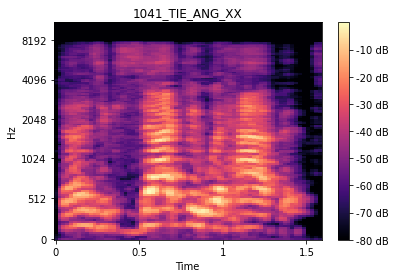 1041_TIE_ANG_XX
8192
4096
2048
1024
512
0
Hz
0
0.5
1
1.5
Time
-10 dB
-20 dB
-30 dB
-40 dB
-50 dB
-60 dB
-70 dB
-80 dB